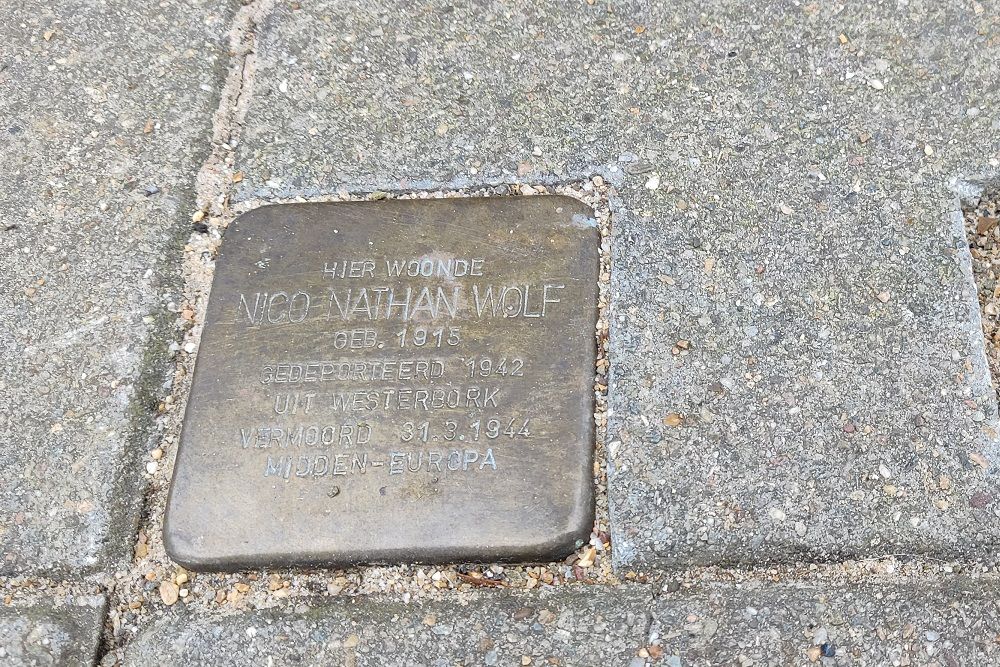 HIER WOONDE
NICO NATHAN WOLF
GEB. 1915
GEDEPORTEERD 1942
UIT WESTERBORK
VERMOORD 31.3.1944
MIDDEN-EUROPA